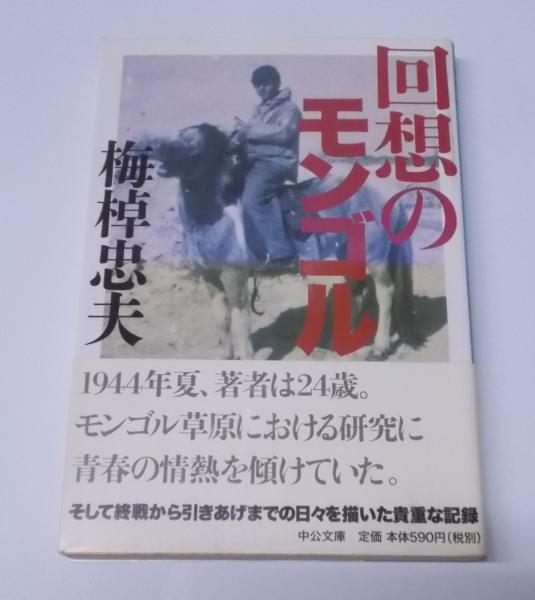 回想の
モンゴル
梅棹忠夫
1944年夏、著者は24歳。
モンゴル草原における研究に
青春の情熱を傾けていた。
そして終戦から引きあげまでの日々を描いた貴重な記録
中公文庫 定価 本体590円(税別)